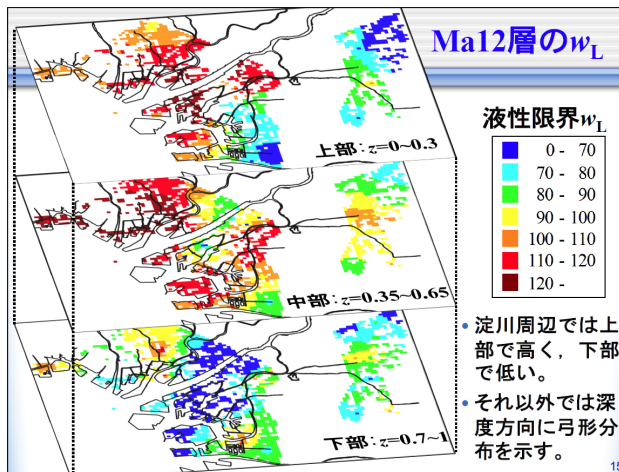 Ma12層のwL
液性限界wL
0 - 70
70 - 80
80 - 90
90 - 100
100 - 110
110 - 120
120 -
上部：z=0~0.3
中部：z=0.35~0.65
下部：z=0.7~1
• 淀川周辺では上
部で高く，下部
で低い。
• それ以外では深
度方向に弓形分
布を示す。
15